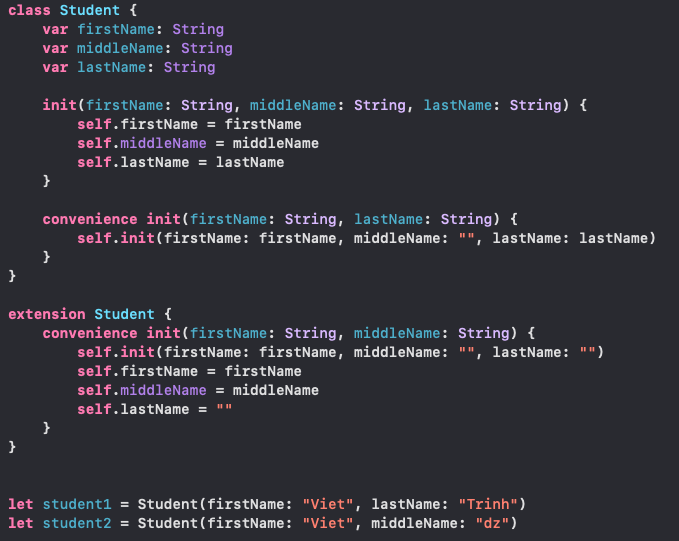 class Student {
    var firstName: String
    var middleName: String
    var lastName: String
    init(firstName: String, middleName: String, lastName: String) {
        self.firstName = firstName
        self.middleName = middleName
        self.lastName = lastName
    }
    convenience init(firstName: String, lastName: String) {
        self.init(firstName: firstName, middleName: "", lastName: lastName)
    }
}
extension Student {
    convenience init(firstName: String, middleName: String) {
        self.init(firstName: firstName, middleName: "", lastName: "")
        self.firstName = firstName
        self.middleName = middleName
        self.lastName = ""
    }
}
let student1 = Student(firstName: "Viet", lastName: "Trinh")
let student2 = Student(firstName: "Viet", middleName: "dz")